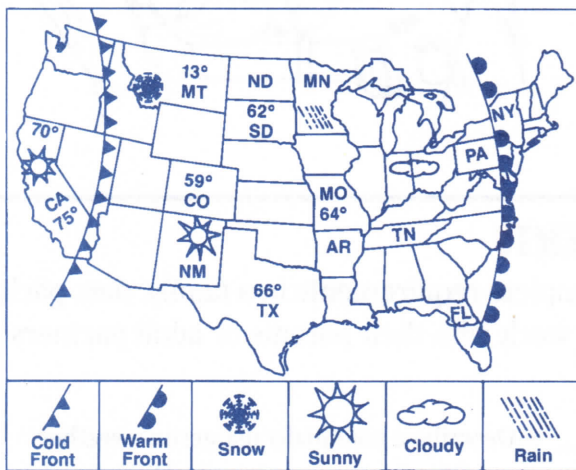 13°
MT
ND
MN
62°
SD
NY
70°
PA
59°
CO
MO
64°
CA
75°
TN
AR
NM
66°
TX
FL
Cold
Front
Warm
Front
Snow
Sunny
Cloudy
Rain